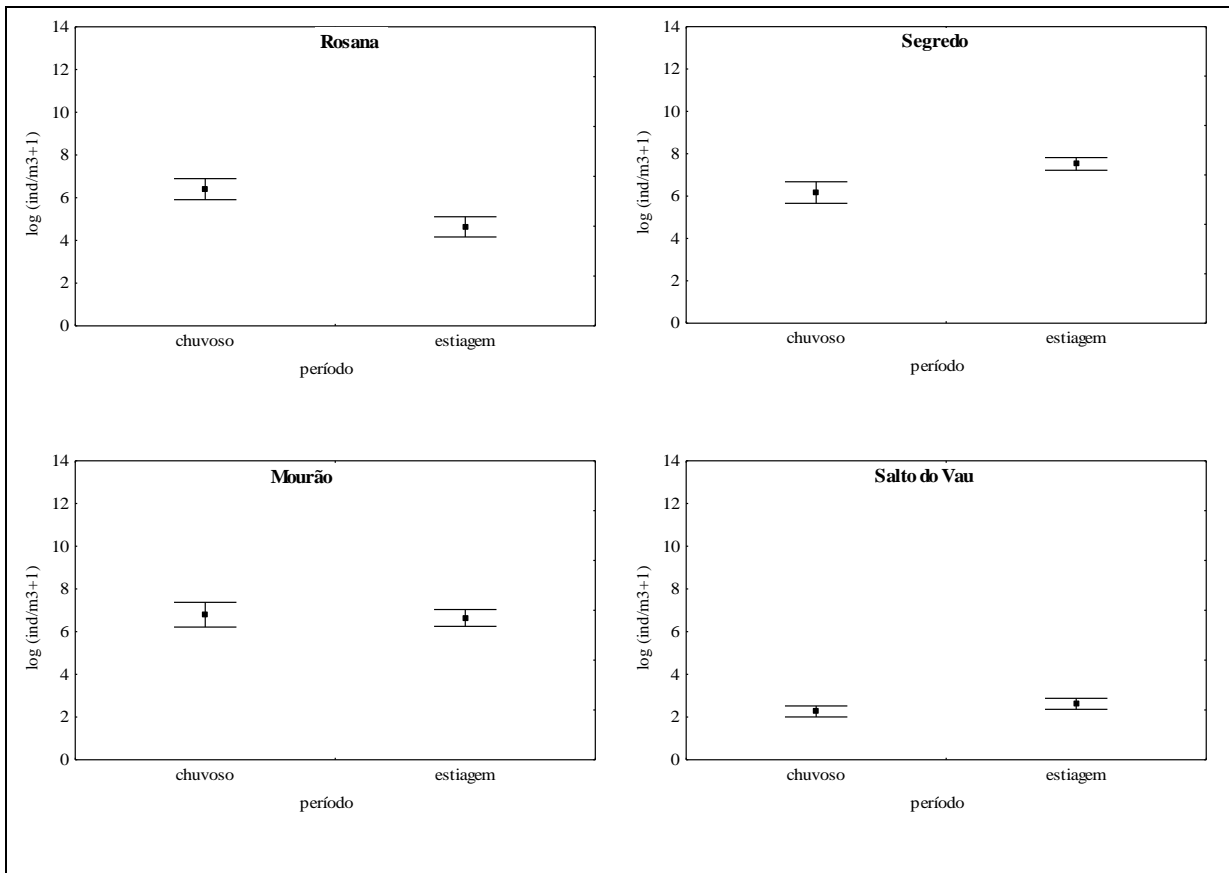 Rosana
14
12
10
8
6
4
2
0
log (ind/m3+1)
chuvoso estiagem
período
Segredo
14
12
10
8
6
4
2
0
log (ind/m3+1)
chuvoso estiagem
período
Mourão
14
12
10
8
6
4
2
0
log (ind/m3+1)
chuvoso estiagem
período
Salto do Vau
14
12
10
8
6
4
2
0
log (ind/m3+1)
chuvoso estiagem
período